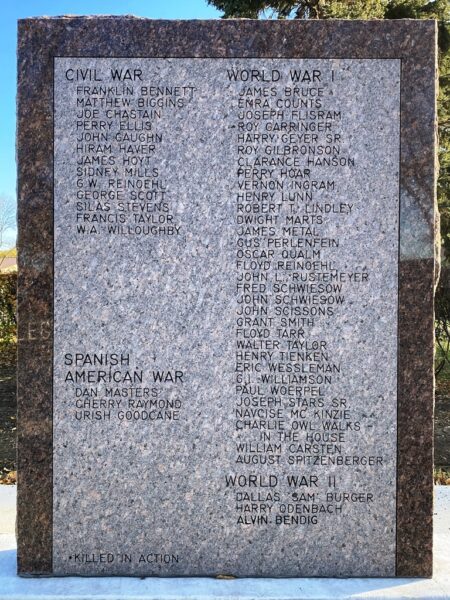 CIVIL WAR
FRANKLIN BENNETT
MATTHEW BIGGINS
JOE CHASTAIN
PERRY ELLIS
JOHN GAUGHN
HIRAM HAVER
JAMES HOYT
SIDNEY MILLS
G.W. REINOEHL
GEORGE SCOTT
SILAS STEVENS
FRANCIS TAYLOR
W.A. WILLOUGHBY
SPANISH
AMERICAN WAR
DAN MASTERS
CHERRY RAYMOND
URISH GOODCANE
•KILLED IN ACTION
WORLD WAR I
JAMES BRUCE
EMRA COUNTS
JOSEPH FLISRAM
ROY GARRINGER
HARRY GEYER SR
ROY GILBRONSON
CLARANCE HANSON
PERRY HOAR
VERNON INGRAM
HENRY LUNN
ROBERT T. LINDLEY
DWIGHT MARTS
JAMES METAL
GUS PERLENFEIN
OSCAR QUALM
FLOYD REINOEHL
JOHN L. RUSTEMEYER
FRED SCHWIESOW
JOHN SCHWIESOW
JOHN SCISSONS
GRANT SMITH
FLOYD TARR
WALTER TAYLOR
HENRY TIENKEN
ERIC WESSLEMAN
G.I. WILLIAMSON
PAUL WOERPEL
JOSEPH STARS SR
NAVCISE MC KINZIE
CHARLIE OWL WALKS
IN THE HOUSE
WILLIAM CARSTEN
AUGUST SPITZENBERGER
WORLD WAR II
DALLAS "SAM" BURGER
HARRY ODENBACH
ALVIN BENDIG